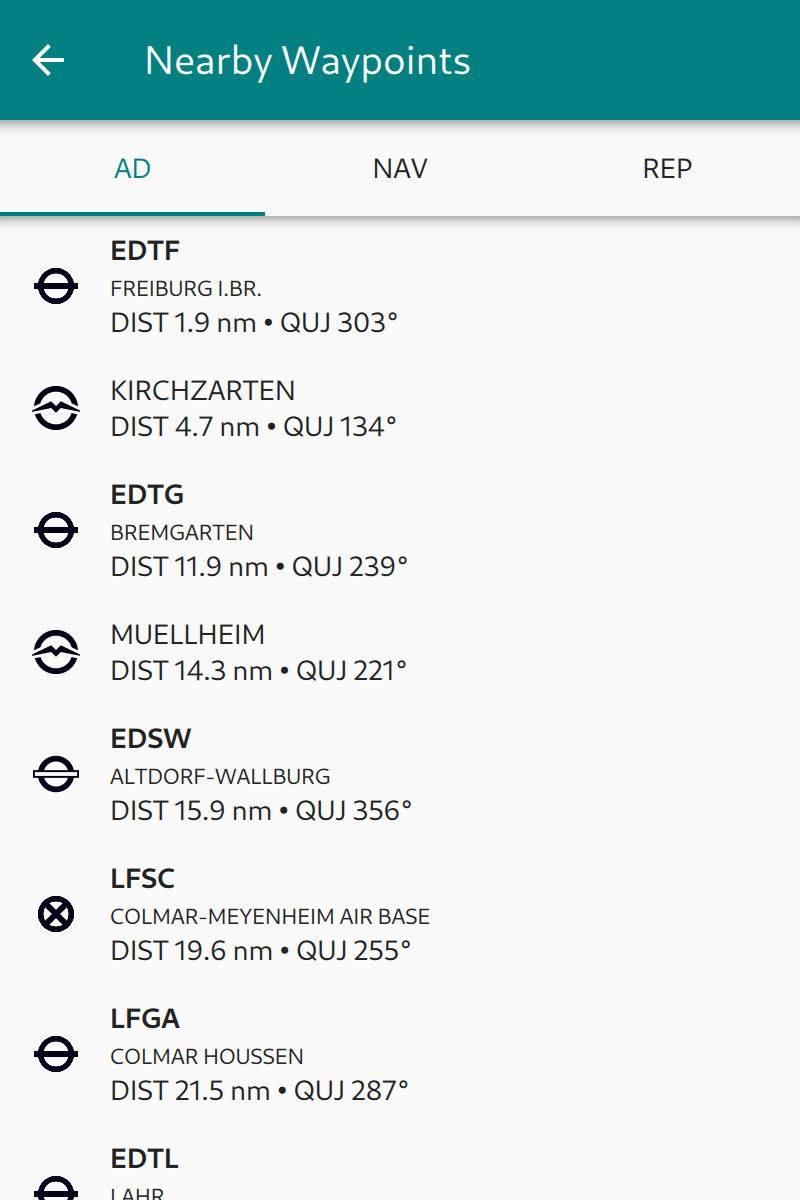 Nearby Waypoints
AD NAV REP
EDTF
FREIBURG I.BR.
DIST 1.9 nm • QUJ 303°
KIRCHZARTEN
DIST 4.7 nm • QUJ 134°
EDTG
BREMGARTEN
DIST 11.9 nm • QUJ 239°
MUELLHEIM
DIST 14.3 nm • QUJ 221°
EDSW
ALTDORF-WALLBURG
DIST 15.9 nm • QUJ 356°
LFSC
COLMAR-MEYENHEIM AIR BASE
DIST 19.6 nm • QUJ 255°
LFGA
COLMAR HOUSSEN
DIST 21.5 nm • QUJ 287°
EDTL
LAHR